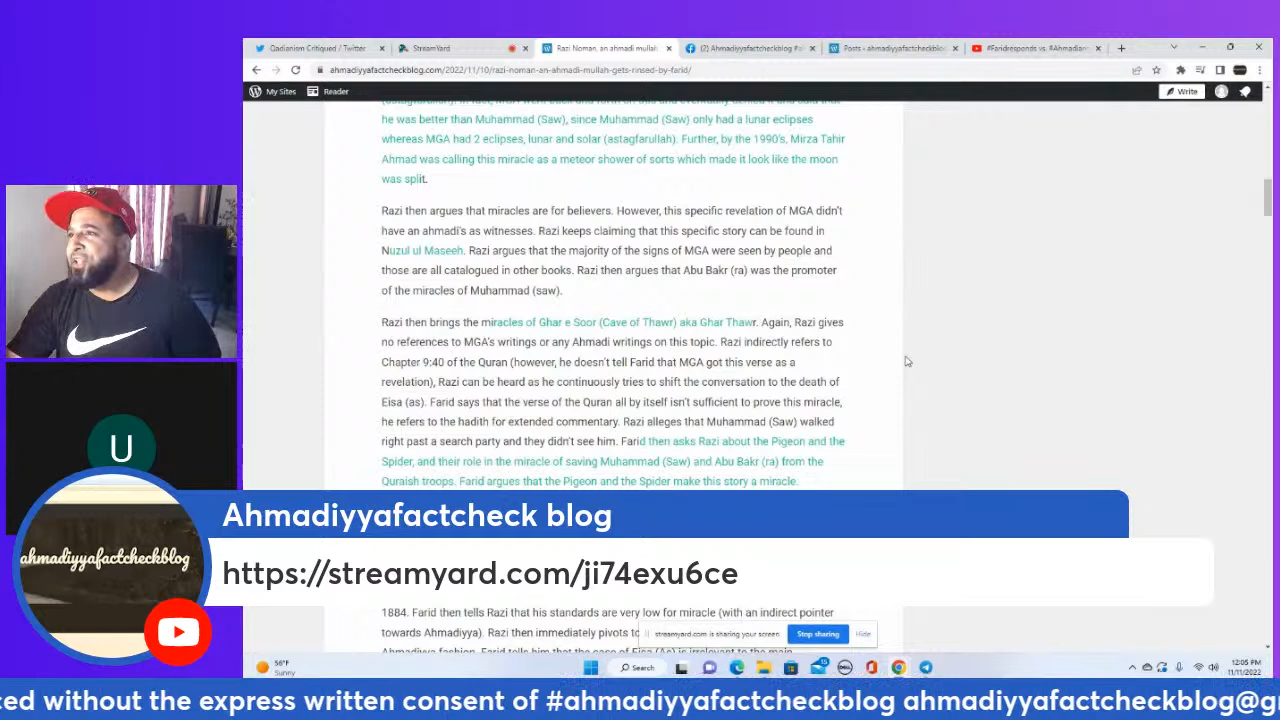 Qadianism Critiqued / Twitter
StreamYard
Razi Noman, an ahmadi mullah
(2) Ahmadiyyafactcheckblog #a
Posts ‹ ahmadiyyafactcheckblog
#Faridresponds vs. #Ahmadian
ahmadiyyafactcheckblog.com/2022/11/10/razi-noman-an-ahmadi-mullah-gets-rinsed-by-farid/
My Sites Reader Write
he was better than Muhammad (Saw), since Muhammad (Saw) only had a lunar eclipses
whereas MGA had 2 eclipses, lunar and solar (astagfarullah). Further, by the 1990's, Mirza Tahir
Ahmad was calling this miracle as a meteor shower of sorts which made it look like the moon
was split.
Razi then argues that miracles are for believers. However, this specific revelation of MGA didn't
have an ahmadi's as witnesses. Razi keeps claiming that this specific story can be found in
Nuzul ul Maseeh. Razi argues that the majority of the signs of MGA were seen by people and
those are all catalogued in other books. Razi then argues that Abu Bakr (ra) was the promoter
of the miracles of Muhammad (saw).
Razi then brings the miracles of Ghar e Soor (Cave of Thawr) aka Ghar Thawr. Again, Razi gives
no references to MGA's writings or any Ahmadi writings on this topic. Razi indirectly refers to
Chapter 9:40 of the Quran (however, he doesn't tell Farid that MGA got this verse as a
revelation), Razi can be heard as he continuously tries to shift the conversation to the death of
Eisa (as). Farid says that the verse of the Quran all by itself isn't sufficient to prove this miracle,
he refers to the hadith for extended commentary. Razi alleges that Muhammad (Saw) walked
right past a search party and they didn't see him. Farid then asks Razi about the Pigeon and the
Spider, and their role in the miracle of saving Muhammad (Saw) and Abu Bakr (ra) from the
Quraish troops. Farid argues that the Pigeon and the Spider make this story a miracle.
U
Ahmadiyyafactcheck blog
ahmadiyyafactcheckblog
https://streamyard.com/ji74exu6ce
1884. Farid then tells Razi that his standards are very low for miracle (with an indirect pointer
towards Ahmadiyya). Razi then immediately pivots to
streamyard.com is sharing your screen. Stop sharing Hide
56°F
Sunny
Search
12:05 PM
11/11/2022
ced without the express written consent of #ahmadiyyafactcheckblog ahmadiyyafactcheckblog@g